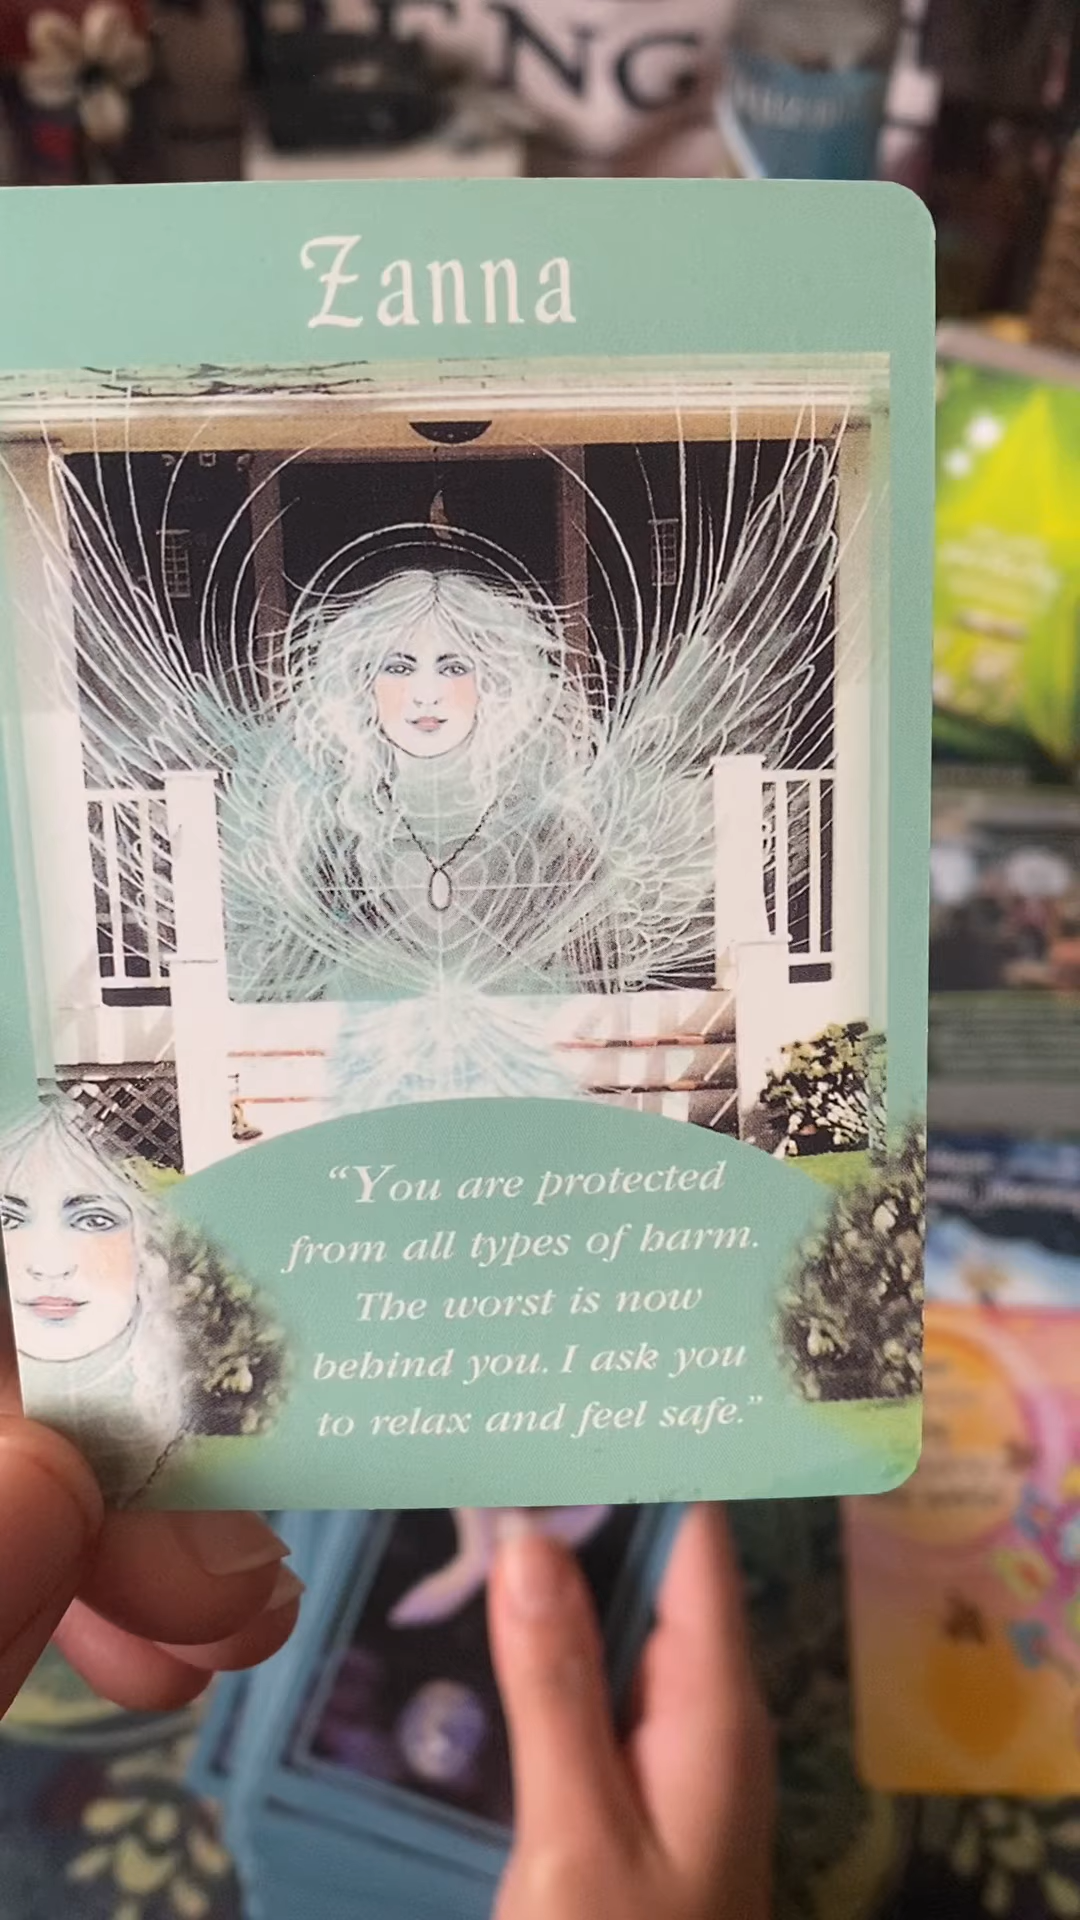 ENG
Zanna
“You are protected
from all types of harm.
The worst is now
behind you. I ask you
to relax and feel safe.”